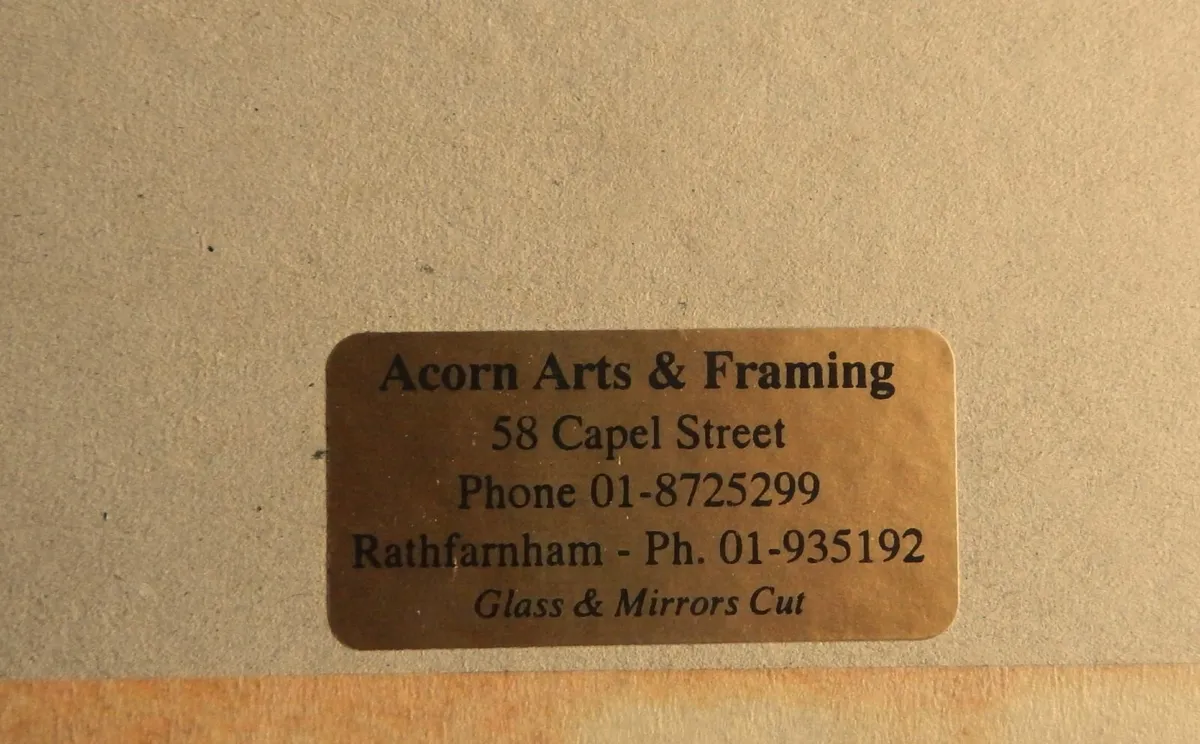 Acorn Arts & Framing
58 Capel Street
Phone 01-8725299
Rathfarnham - Ph. 01-935192
Glass & Mirrors Cut